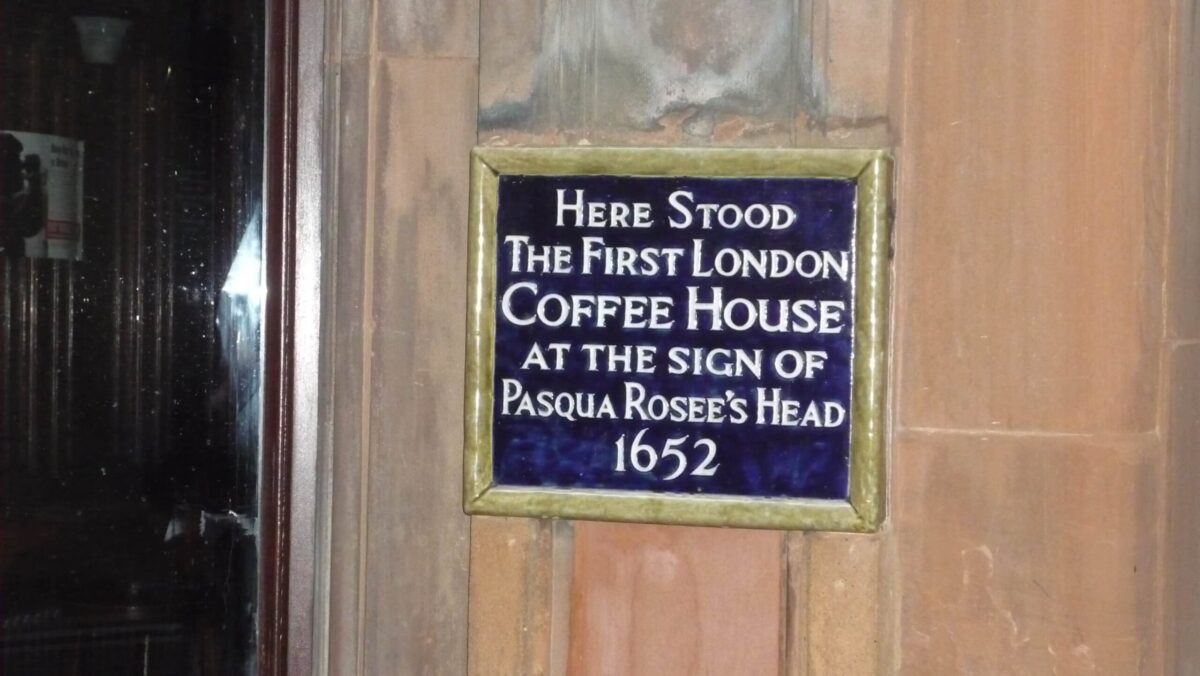 HERE STOOD
THE FIRST LONDON
COFFEE HOUSE
AT THE SIGN OF
PASQUA ROSEE'S HEAD
1652